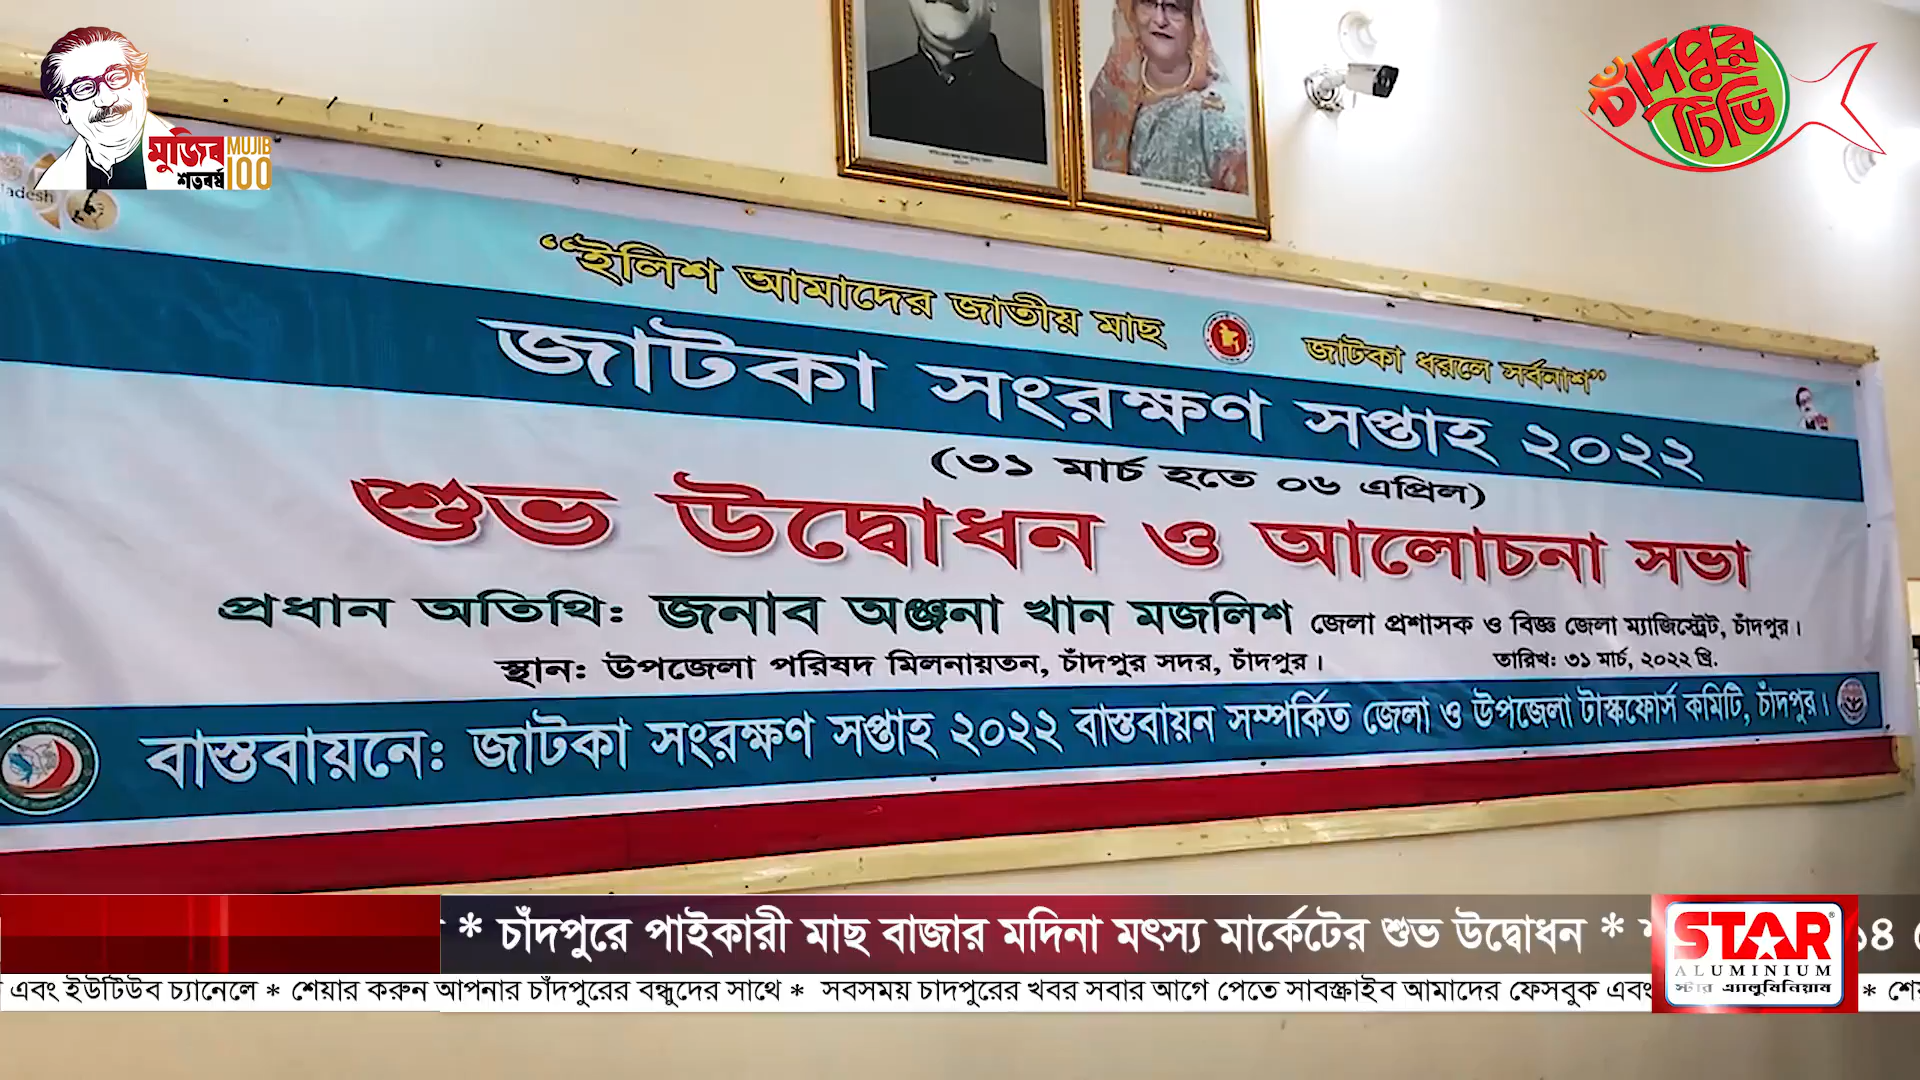 মুজিব
শতবর্ষ
MUJIB
100
চাঁদপুর
টিভি
adesh
“ইলিশ আমাদের জাতীয় মাছ জাটকা ধরলে সর্বনাশ”
জাটকা সংরক্ষণ সপ্তাহ ২০২২
(৩১ মার্চ হতে ০৬ এপ্রিল)
শুভ উদ্বোধন ও আলোচনা সভা
প্রধান অতিথি: জনাব অঞ্জনা খান মজলিশ জেলা প্রশাসক ও বিজ্ঞ জেলা ম্যাজিস্ট্রেট, চাঁদপুর।
স্থান: উপজেলা পরিষদ মিলনায়তন, চাঁদপুর সদর, চাঁদপুর। তারিখ: ৩১ মার্চ, ২০২২ খ্রি.
বাস্তবায়নে: জাটকা সংরক্ষণ সপ্তাহ ২০২২ বাস্তবায়ন সম্পর্কিত জেলা ও উপজেলা টাস্কফোর্স কমিটি, চাঁদপুর।
* চাঁদপুরে পাইকারী মাছ বাজার মদিনা মৎস্য মার্কেটের শুভ উদ্বোধন * ১৪
STAR
ALUMINIUM
স্টার এ্যালুমিনিয়াম
এবং ইউটিউব চ্যানেলে * শেয়ার করুন আপনার চাঁদপুরের বন্ধুদের সাথে * সবসময় চাদপুরের খবর সবার আগে পেতে সাবস্ক্রাইব আমাদের ফেসবুক এবং * শে